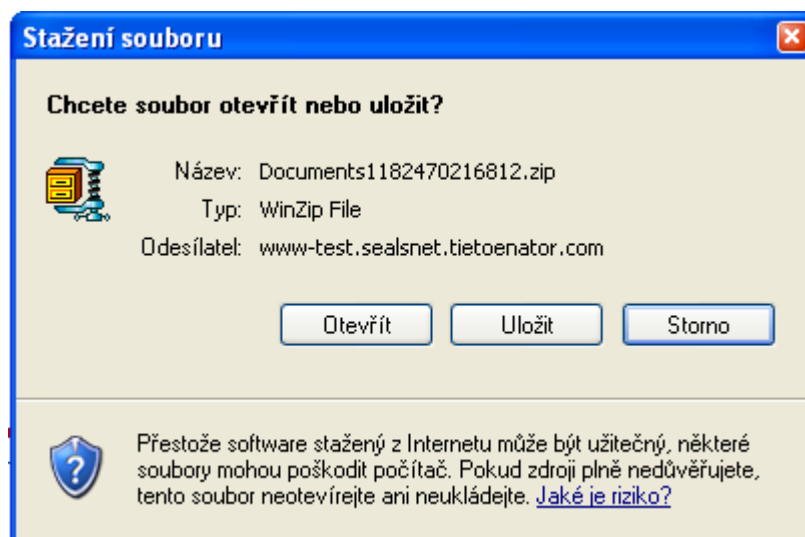 Stažení souboru
Chcete soubor otevřít nebo uložit?
Název: Documents1182470216812.zip
Typ: WinZip File
Odesílatel: www-test.sealsnet.tietoenator.com
Otevřít Uložit Storno
Přestože software stažený z Internetu může být užitečný, některé
soubory mohou poškodit počítač. Pokud zdroji plně nedůvěřujete,
tento soubor neotevírejte ani neukládejte. Jaké je riziko?